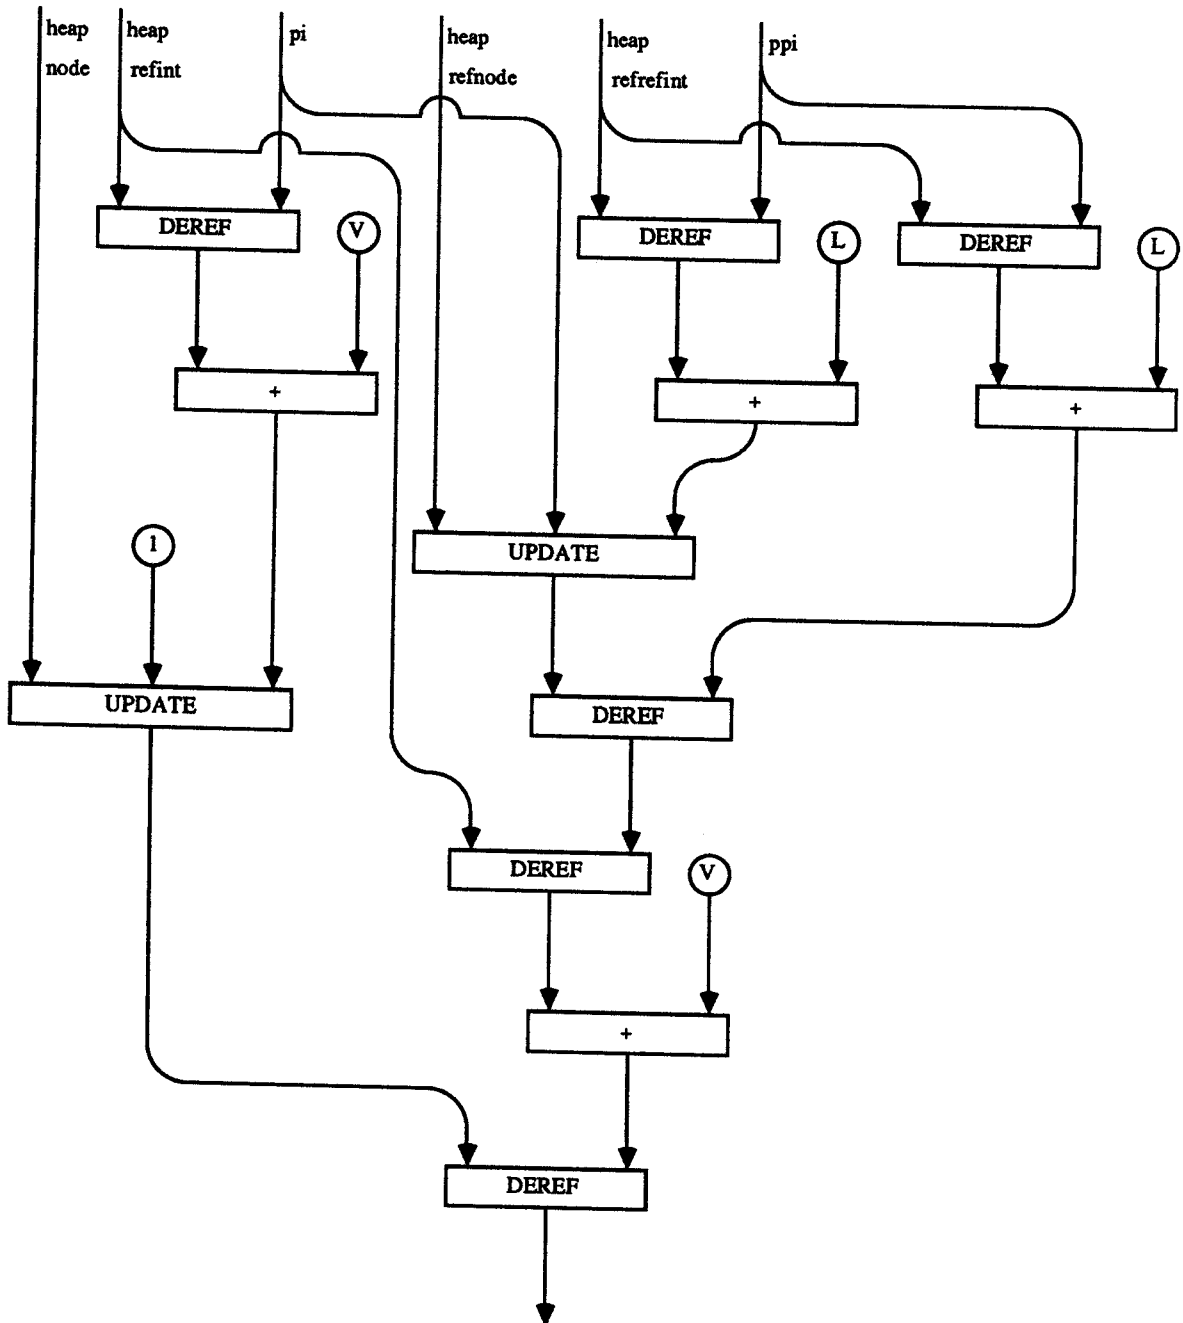 heap
node
heap
refint
pi
heap
refnode
heap
refrefint
ppi
DEREF
V
DEREF
L
DEREF
L
+
+
+
1
UPDATE
UPDATE
DEREF
DEREF
V
+
DEREF